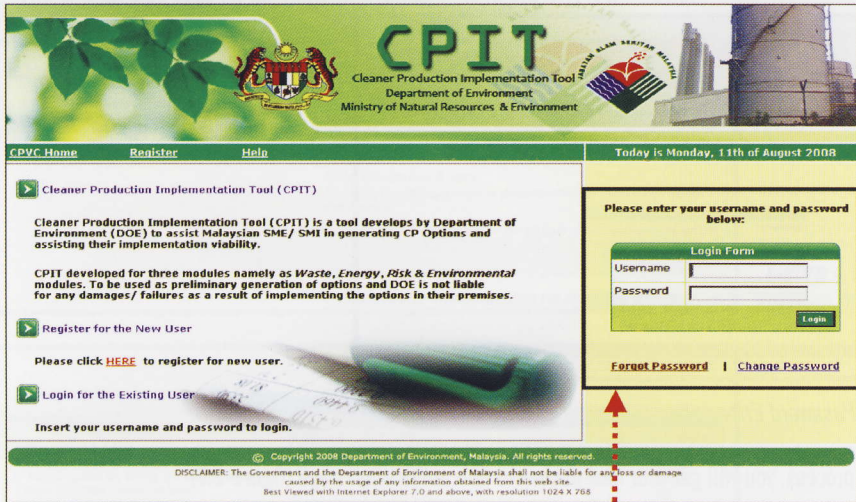 CPIT
Cleaner Production Implementation Tool
Department of Environment
Ministry of Natural Resources & Environment
JABATAN ALAM SEKITAR MALAYSIA
CPVC Home Register Help
Today is Monday, 11th of August 2008
Cleaner Production Implementation Tool (CPIT)
Cleaner Production Implementation Tool (CPIT) is a tool develops by Department of
Environment (DOE) to assist Malaysian SME/ SMI in generating CP Options and
assisting their implementation viability.
CPIT developed for three modules namely as Waste, Energy, Risk & Environmental
modules. To be used as preliminary generation of options and DOE is not liable
for any damages/ failures as a result of implementing the options in their premises.
Register for the New User
Please click HERE to register for new user.
Login for the Existing User
Insert your username and password to login.
Please enter your username and password
below:
Login Form
Username
Password
Login
Forgot Password | Change Password
© Copyright 2008 Department of Environment, Malaysia. All rights reserved.
DISCLAIMER: The Government and the Department of Environment of Malaysia shall not be liable for any loss or damage
caused by the usage of any information obtained from this web site.
Best Viewed with Internet Explorer 7.0 and above, with resolution 1024 X 768